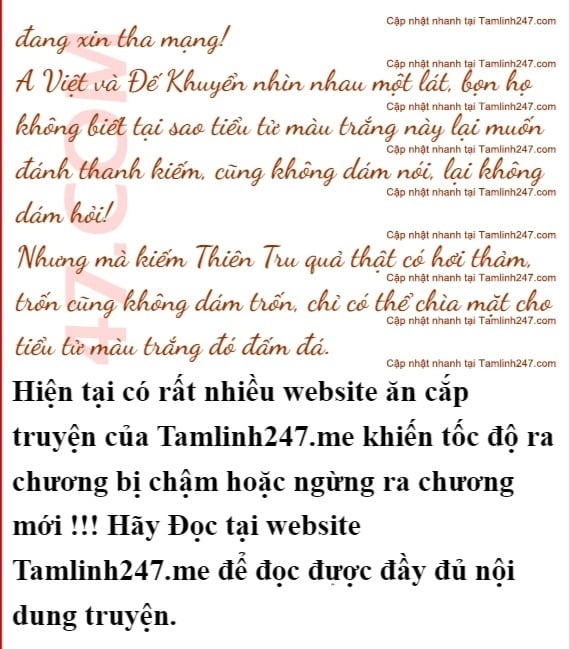 Cập nhật nhanh tại Tamlinh247.com
đang xin tha mạng!
Cập nhật nhanh tại Tamlinh247.com
A Việt và Đế Khuyển nhìn nhau một lát, bọn họ
Cập nhật nhanh tại Tamlinh247.com
không biết tại sao tiểu tử màu trắng này lại muốn
Cập nhật nhanh tại Tamlinh247.com
đánh thanh kiếm, cũng không dám nói, lại không
Cập nhật nhanh tại Tamlinh247.com
dám hỏi!
Cập nhật nhanh tại Tamlinh247.com
Nhưng mà kiếm Thiên Tru quả thật có hơi thảm,
Cập nhật nhanh tại Tamlinh247.com
trốn cũng không dám trốn, chỉ có thể chìa mặt cho
Cập nhật nhanh tại Tamlinh247.com
tiểu tử màu trắng đó đấm đá.
Cập nhật nhanh tại Tamlinh247.com
47.COM
Hiện tại có rất nhiều website ăn cắp
truyện của Tamlinh247.me khiến tốc độ ra
chương bị chậm hoặc ngừng ra chương
mới !!! Hãy Đọc tại website
Tamlinh247.me để đọc được đầy đủ nội
dung truyện.